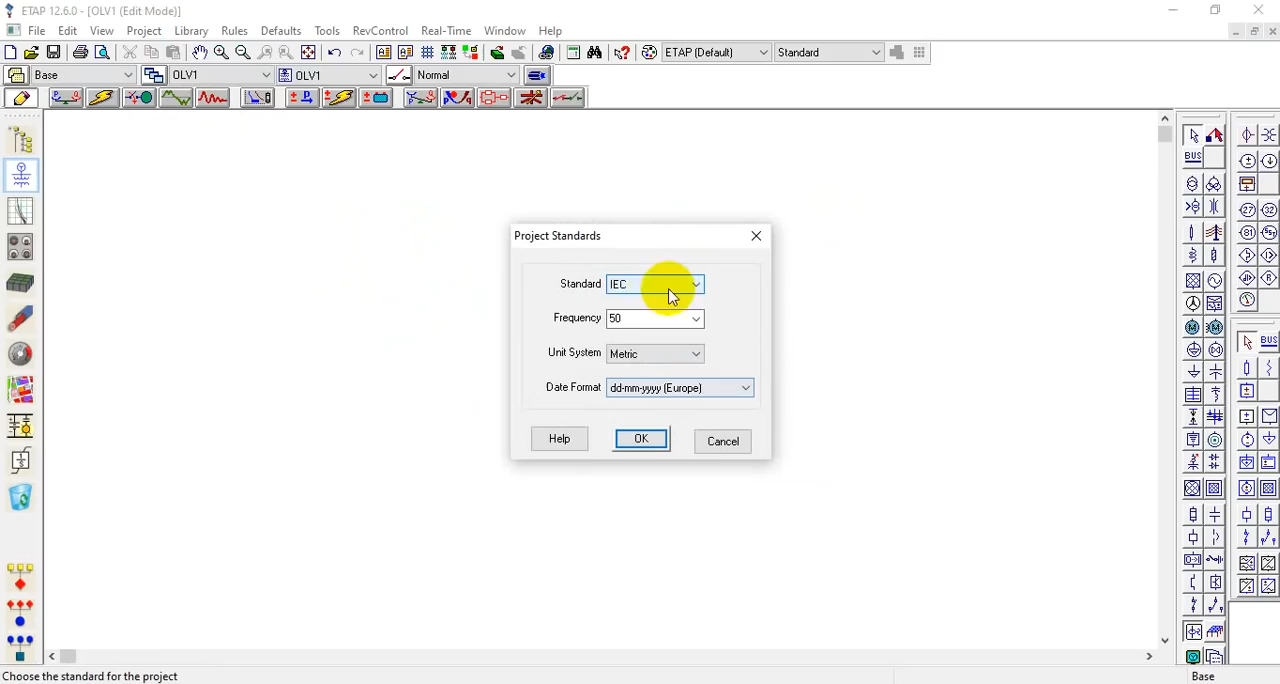 ETAP 12.6.0 - [OLV1 (Edit Mode)]
File Edit View Project Library Rules Defaults Tools RevControl Real-Time Window Help
ETAP (Default) Standard
Base OLV1 OLV1 Normal
BUS
BUS
Project Standards
Standard IEC
Frequency 50
Unit System Metric
Date Format dd-mm-yyyy (Europe)
Help OK Cancel
Choose the standard for the project
Base